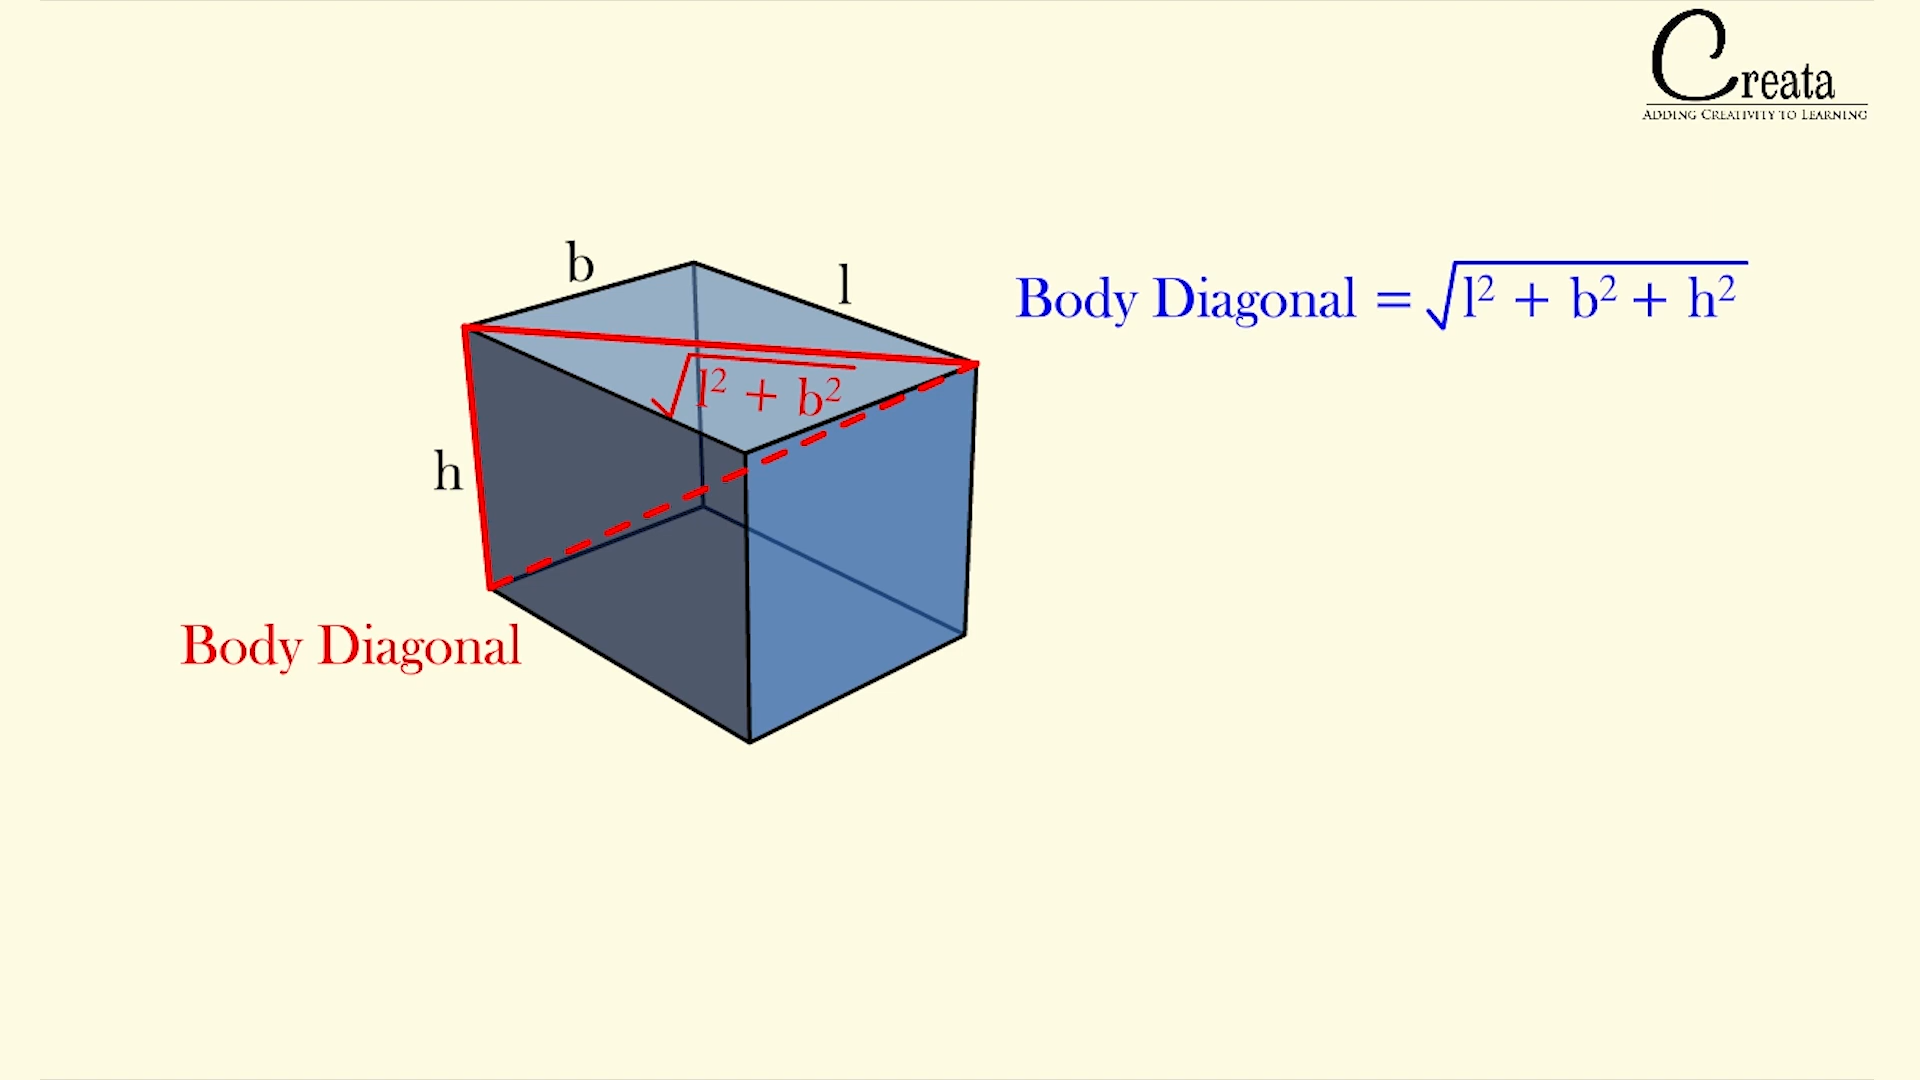 Creata
ADDING CREATIVITY TO LEARNING
b
l
Body Diagonal = √l² + b² + h²
√l² + b²
h
Body Diagonal